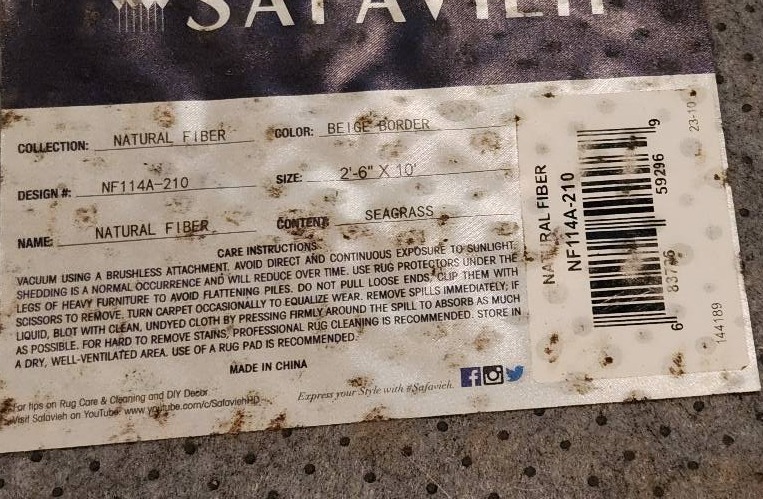 SAFAVIEH
COLLECTION: NATURAL FIBER COLOR: BEIGE BORDER
DESIGN #: NF114A-210 SIZE: 2'-6" X 10'
NAME: NATURAL FIBER CONTENT: SEAGRASS
CARE INSTRUCTIONS
VACUUM USING A BRUSHLESS ATTACHMENT. AVOID DIRECT AND CONTINUOUS EXPOSURE TO SUNLIGHT.
SHEDDING IS A NORMAL OCCURRENCE AND WILL REDUCE OVER TIME. USE RUG PROTECTORS UNDER THE
LEGS OF HEAVY FURNITURE TO AVOID FLATTENING PILES. DO NOT PULL LOOSE ENDS, CLIP THEM WITH
SCISSORS TO REMOVE. TURN CARPET OCCASIONALLY TO EQUALIZE WEAR. REMOVE SPILLS IMMEDIATELY; IF
LIQUID, BLOT WITH CLEAN, UNDYED CLOTH BY PRESSING FIRMLY AROUND THE SPILL TO ABSORB AS MUCH
AS POSSIBLE. FOR HARD TO REMOVE STAINS, PROFESSIONAL RUG CLEANING IS RECOMMENDED. STORE IN
A DRY, WELL-VENTILATED AREA. USE OF A RUG PAD IS RECOMMENDED.
MADE IN CHINA
For tips on Rug Care & Cleaning and DIY Decor
Visit Safavieh on YouTube: www.youtube.com/c/SafaviehHD
Express your Style with #Safavieh.
NATURAL FIBER
NF114A-210
6 59296 9
23-10
144189